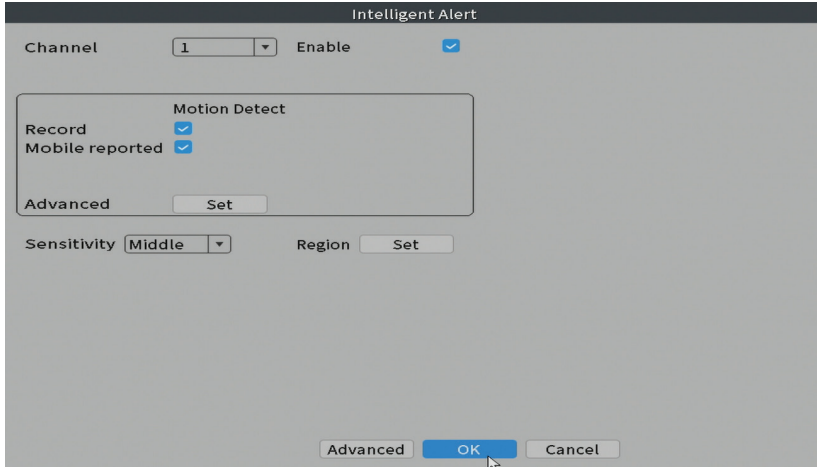 Intelligent Alert
Channel 1 Enable
Motion Detect
Record
Mobile reported
Advanced Set
Sensitivity Middle Region Set
Advanced OK Cancel